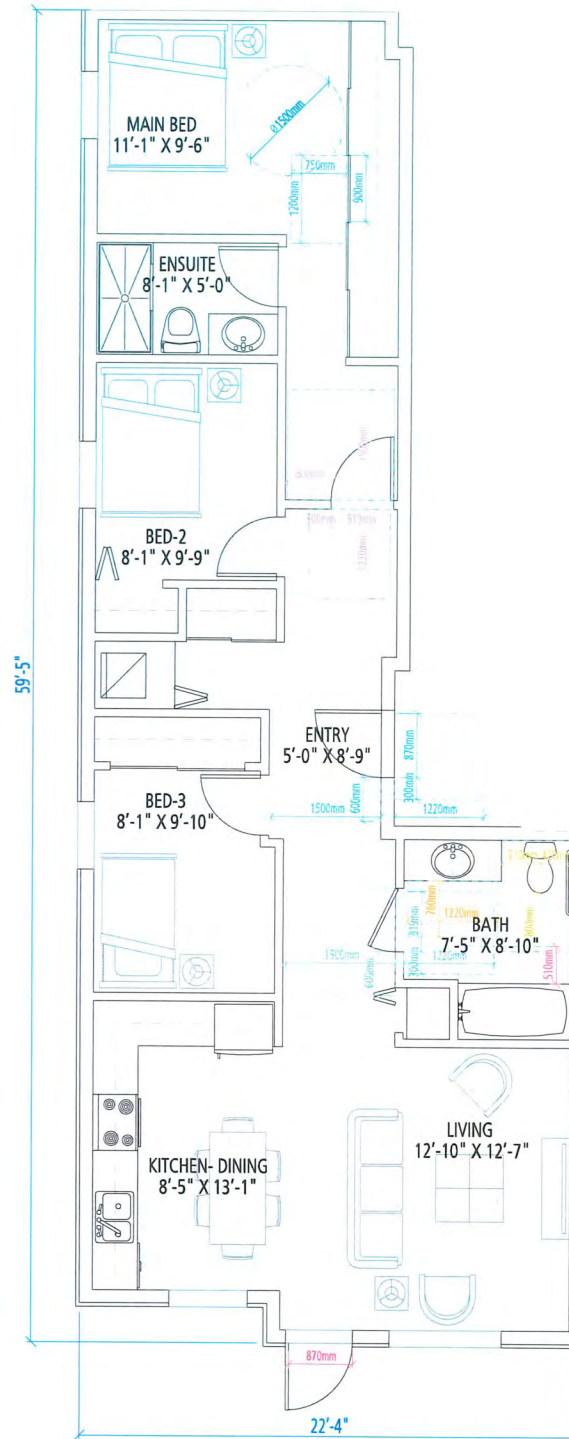 MAIN BED
11'-1" X 9'-6"
Ø1500mm
750mm
1200mm
900mm
ENSUITE
8'-1" X 5'-0"
BED-2
8'-1" X 9'-9"
1220mm
59'-5"
ENTRY
5'-0" X 8'-9"
870mm
300mm
600mm
1500mm
1220mm
BED-3
8'-1" X 9'-10"
760mm
1220mm
BATH
7'-5" X 8'-10"
510mm
600mm
LIVING
12'-10" X 12'-7"
KITCHEN- DINING
8'-5" X 13'-1"
870mm
22'-4"